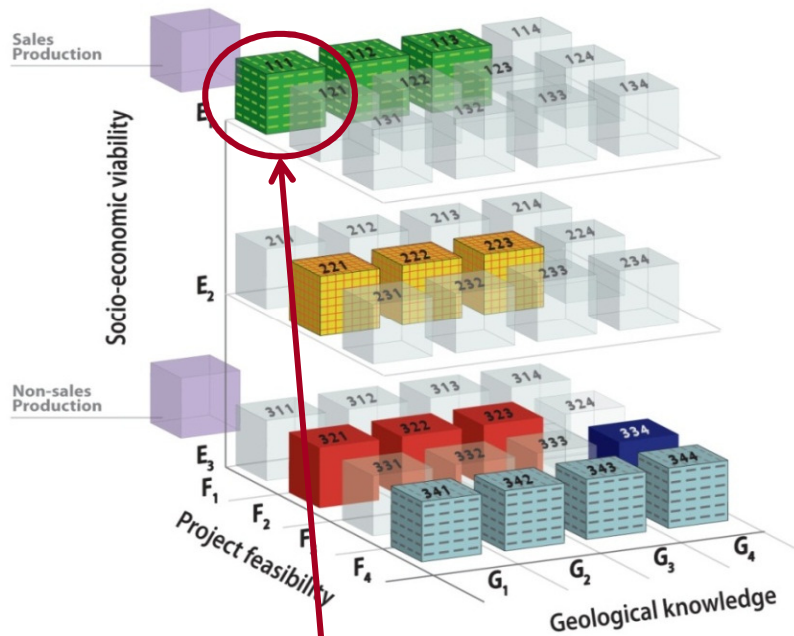 Sales
Production
Socio-economic viability
E₁
111 112 113 114
121 122 123 124
131 132 133 134
E₂
211 212 213 214
221 222 223 224
231 232 233 234
Non-sales
Production
E₃
311 312 313 314
321 322 323 324
331 332 333 334
341 342 343 344
F₁
F₂
F
F₄
Project feasibility
G₁
G₂
G₃
G₄
Geological knowledge